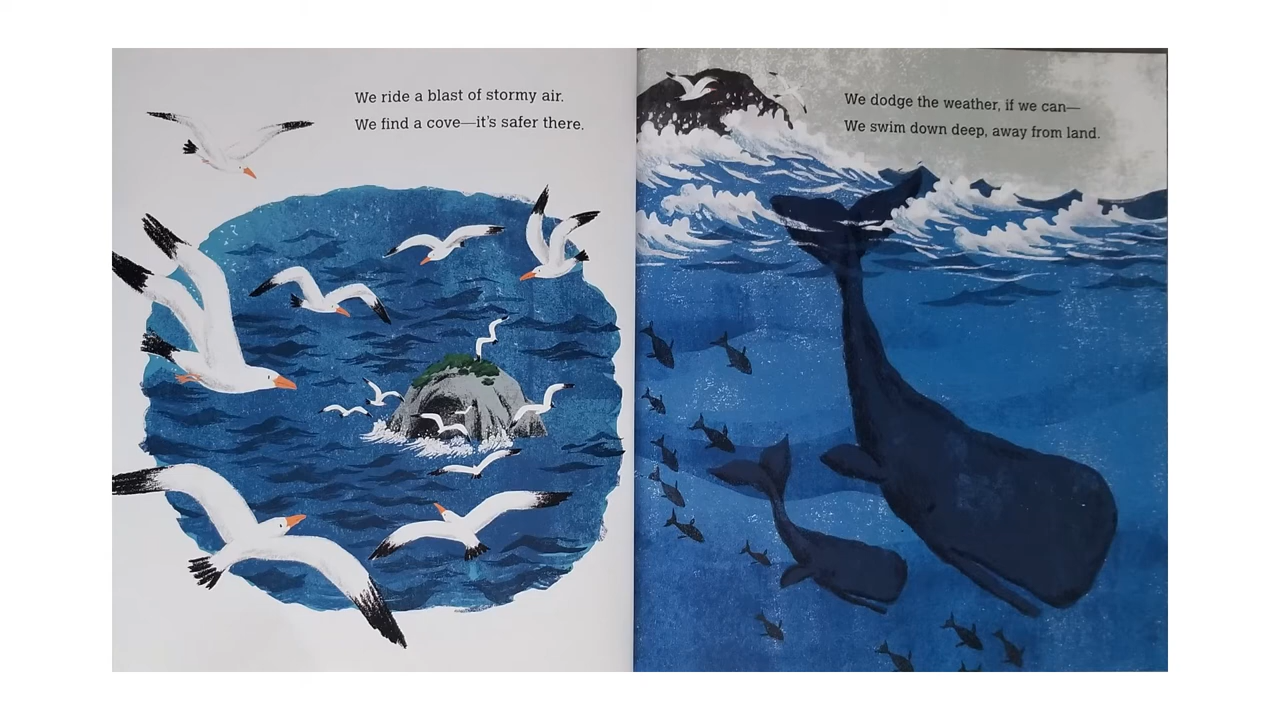 We ride a blast of stormy air.
We find a cove—it's safer there.
We dodge the weather, if we can—
We swim down deep, away from land.